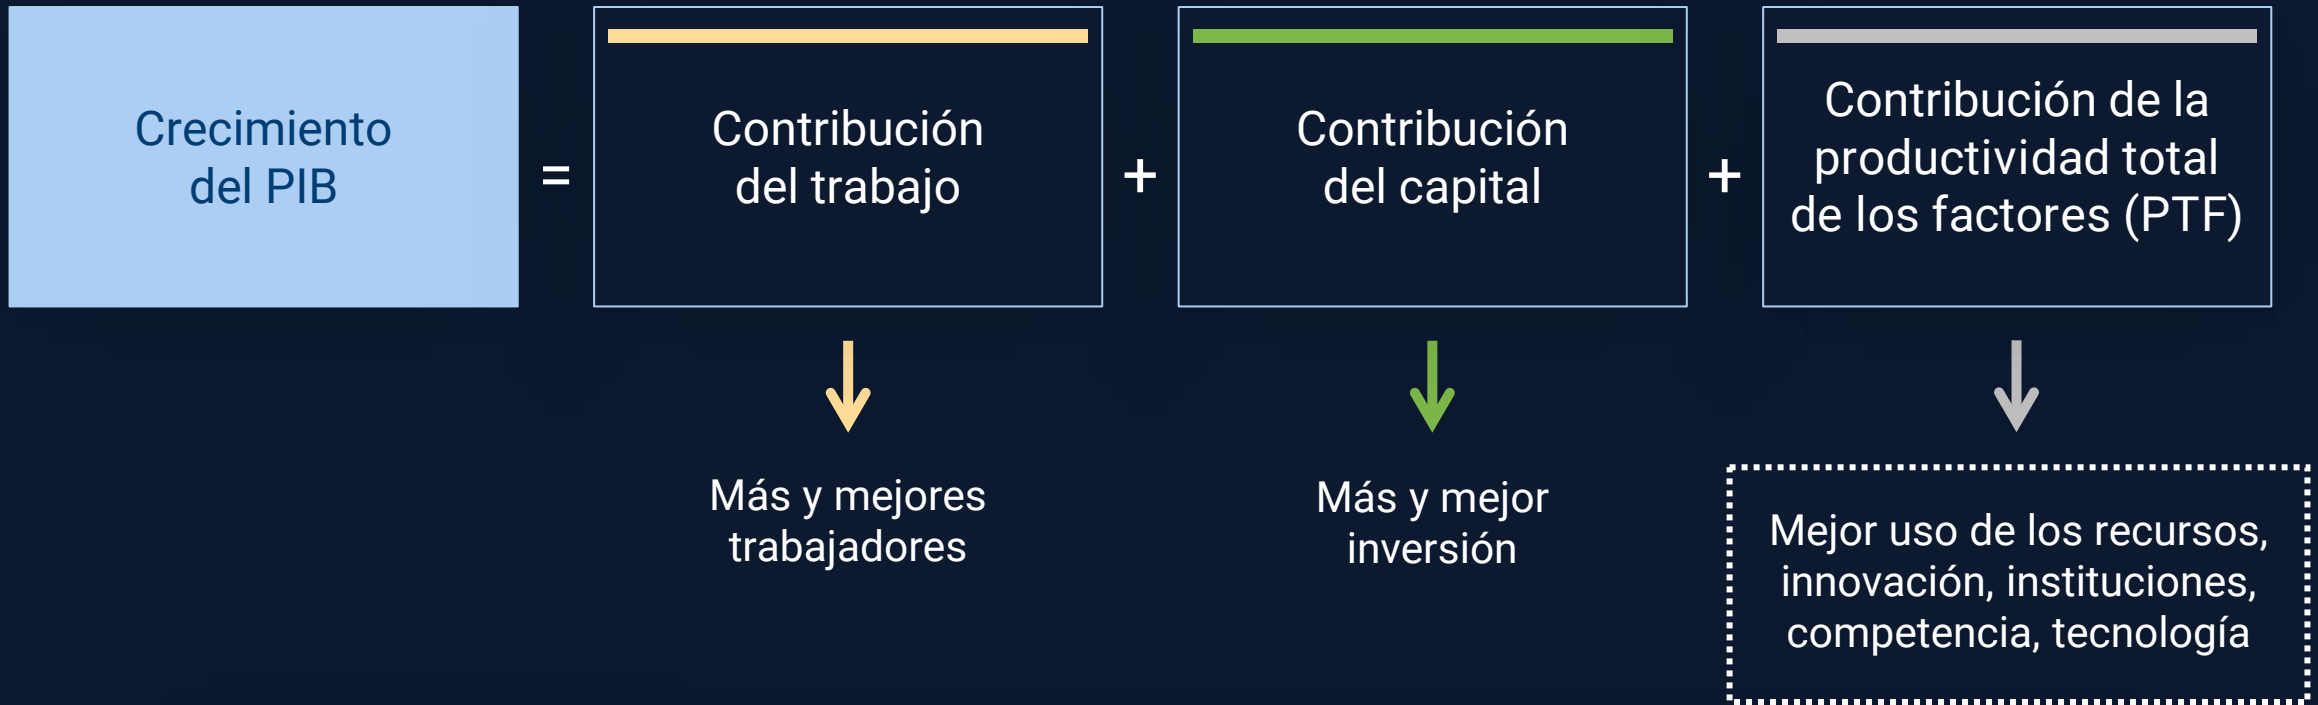 Crecimiento
del PIB
=
Contribución
del trabajo
+
Contribución
del capital
+
Contribución de la
productividad total
de los factores (PTF)
Más y mejores
trabajadores
Más y mejor
inversión
Mejor uso de los recursos,
innovación, instituciones,
competencia, tecnología